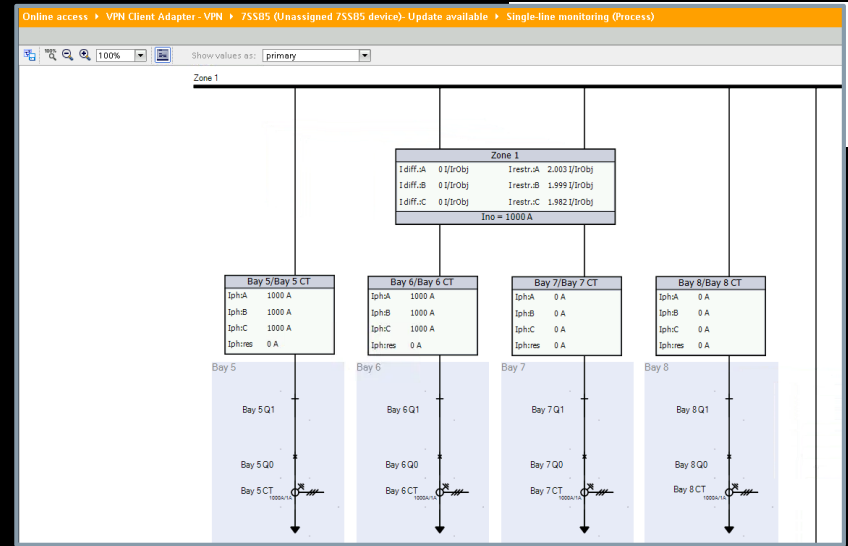 Online access ▸ VPN Client Adapter - VPN ▸ 7SS85 (Unassigned 7SS85 device)- Update available ▸ Single-line monitoring (Process)
100% 100% Show values as: primary
Zone 1
Zone 1
I diff.:A 0 I/IrObj I restr.:A 2.003 I/IrObj
I diff.:B 0 I/IrObj I restr.:B 1.999 I/IrObj
I diff.:C 0 I/IrObj I restr.:C 1.982 I/IrObj
Ino = 1000 A
Bay 5/Bay 5 CT Bay 6/Bay 6 CT Bay 7/Bay 7 CT Bay 8/Bay 8 CT
Iph:A 1000 A Iph:A 1000 A Iph:A 0 A Iph:A 0 A
Iph:B 1000 A Iph:B 1000 A Iph:B 0 A Iph:B 0 A
Iph:C 1000 A Iph:C 1000 A Iph:C 0 A Iph:C 0 A
Iph:res 0 A Iph:res 0 A Iph:res 0 A Iph:res 0 A
Bay 5 Bay 6 Bay 7 Bay 8
Bay 5 Q1 Bay 6 Q1 Bay 7 Q1 Bay 8 Q1
Bay 5 Q0 Bay 6 Q0 Bay 7 Q0 Bay 8 Q0
Bay 5 CT Bay 6 CT Bay 7 CT Bay 8 CT
1000A/1A 1000A/1A 1000A/1A 1000A/1A